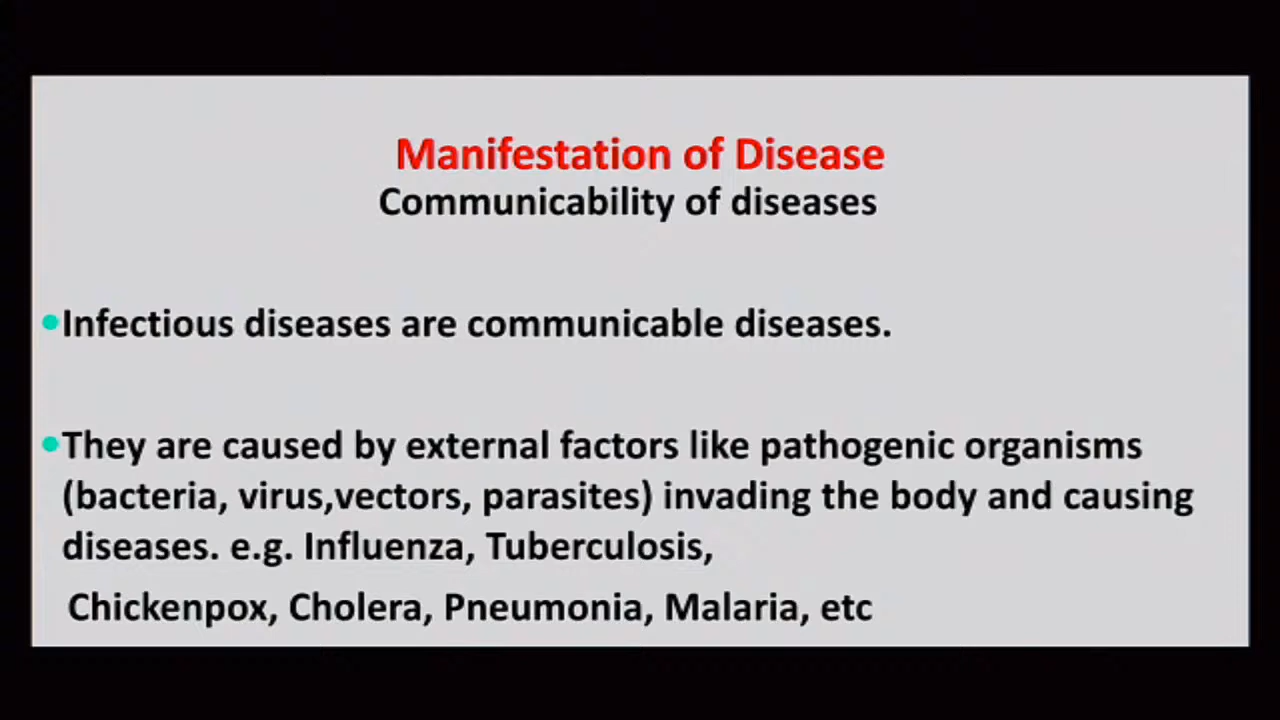 Manifestation of Disease
Communicability of diseases
•Infectious diseases are communicable diseases.
•They are caused by external factors like pathogenic organisms
(bacteria, virus,vectors, parasites) invading the body and causing
diseases. e.g. Influenza, Tuberculosis,
Chickenpox, Cholera, Pneumonia, Malaria, etc